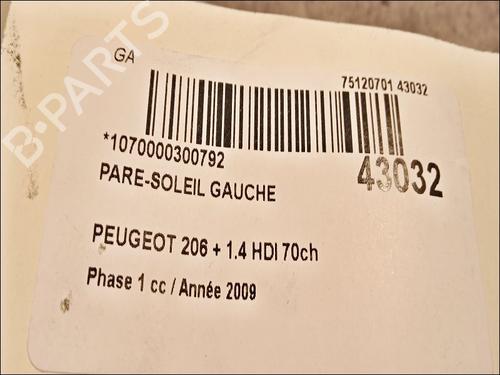 B-PARTS
GA
75120701 43032
*1070000300792
43032
PARE-SOLEIL GAUCHE
PEUGEOT 206 + 1.4 HDI 70ch
Phase 1 cc / Année 2009